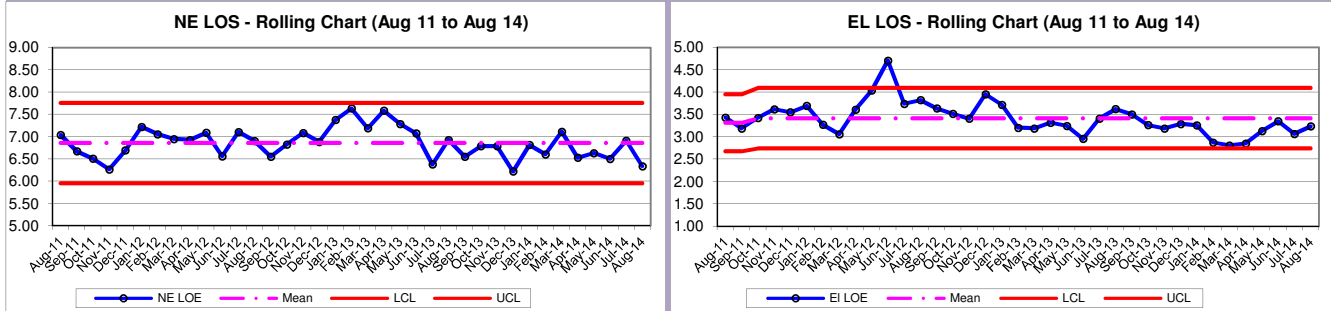 NE LOS - Rolling Chart (Aug 11 to Aug 14)
9.00
8.50
8.00
7.50
7.00
6.50
6.00
5.50
5.00
Aug-11
Sep-11
Oct-11
Nov-11
Dec-11
Jan-12
Feb-12
Mar-12
Apr-12
May-12
Jun-12
Jul-12
Aug-12
Sep-12
Oct-12
Nov-12
Dec-12
Jan-13
Feb-13
Mar-13
Apr-13
May-13
Jun-13
Jul-13
Aug-13
Sep-13
Oct-13
Nov-13
Dec-13
Jan-14
Feb-14
Mar-14
Apr-14
May-14
Jun-14
Jul-14
Aug-14
NE LOE Mean LCL UCL
EL LOS - Rolling Chart (Aug 11 to Aug 14)
5.00
4.50
4.00
3.50
3.00
2.50
2.00
1.50
1.00
Aug-11
Sep-11
Oct-11
Nov-11
Dec-11
Jan-12
Feb-12
Mar-12
Apr-12
May-12
Jun-12
Jul-12
Aug-12
Sep-12
Oct-12
Nov-12
Dec-12
Jan-13
Feb-13
Mar-13
Apr-13
May-13
Jun-13
Jul-13
Aug-13
Sep-13
Oct-13
Nov-13
Dec-13
Jan-14
Feb-14
Mar-14
Apr-14
May-14
Jun-14
Jul-14
Aug-14
El LOE Mean LCL UCL